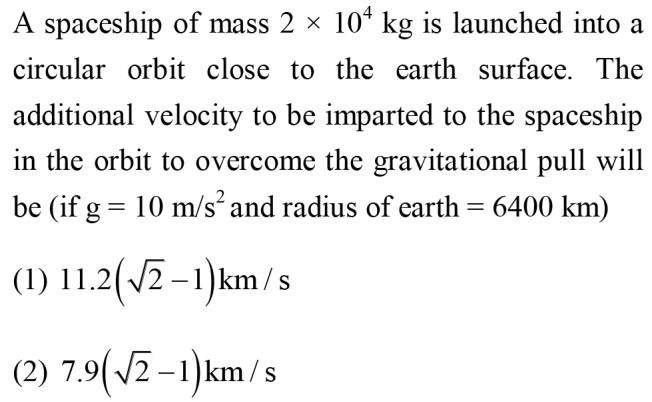 A spaceship of mass 2 × 10⁴ kg is launched into a
circular orbit close to the earth surface. The
additional velocity to be imparted to the spaceship
in the orbit to overcome the gravitational pull will
be (if g = 10 m/s² and radius of earth = 6400 km)
(1) 11.2(√2 – 1)km / s
(2) 7.9(√2 – 1)km / s